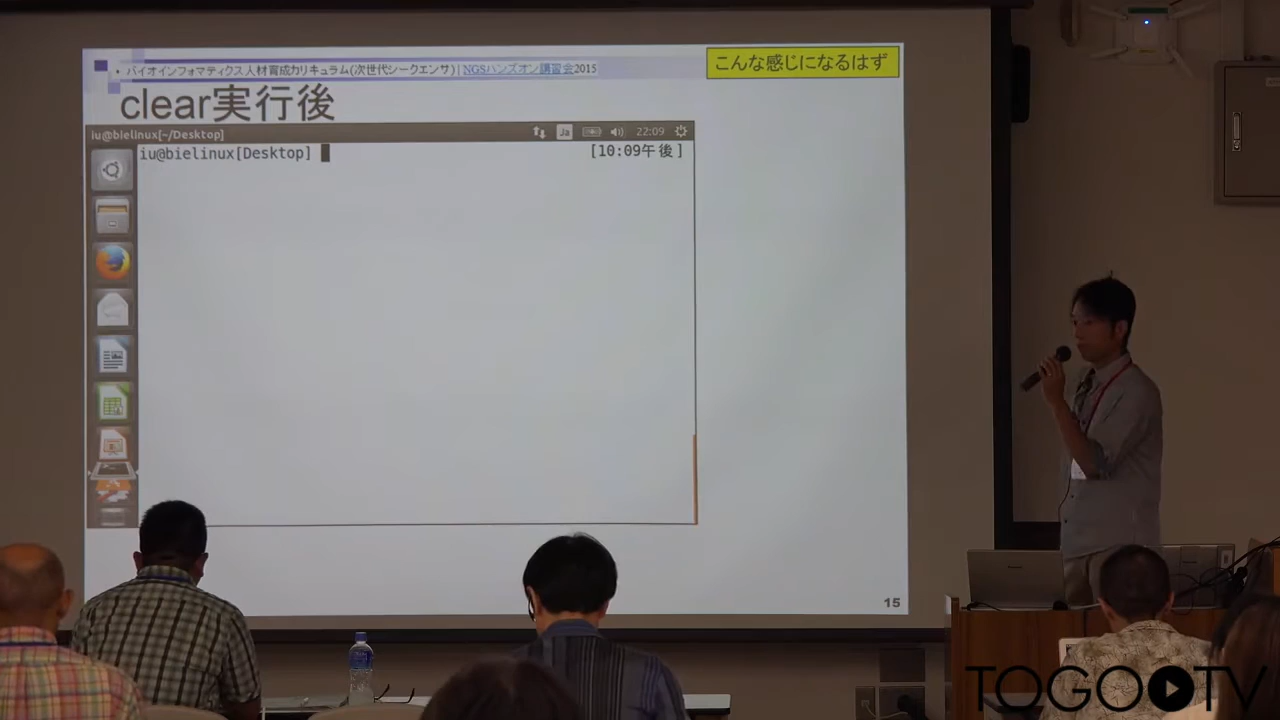 ・バイオインフォマティクス人材育成カリキュラム(次世代シークエンサ) | NGSハンズオン講習会2015
こんな感じになるはず
clear実行後
iu@bielinux[~/Desktop]
Ja
22:09
iu@bielinux[Desktop]
[10:09午後]
15
TOGO TV